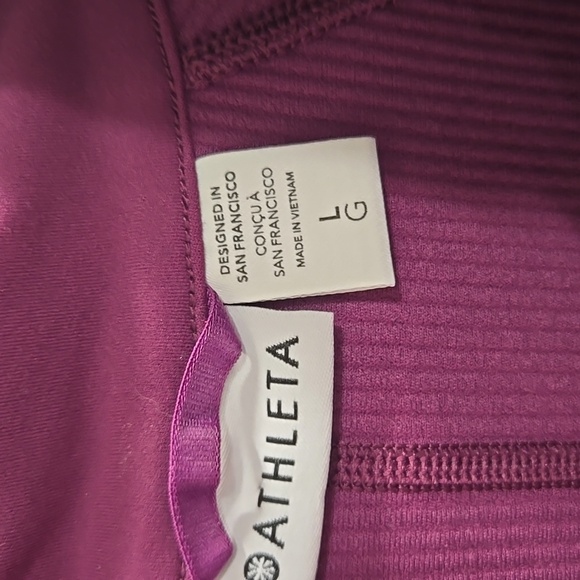 DESIGNED IN
SAN FRANCISCO
CONÇU À
SAN FRANCISCO
MADE IN VIETNAM
L
G
ATHLETA